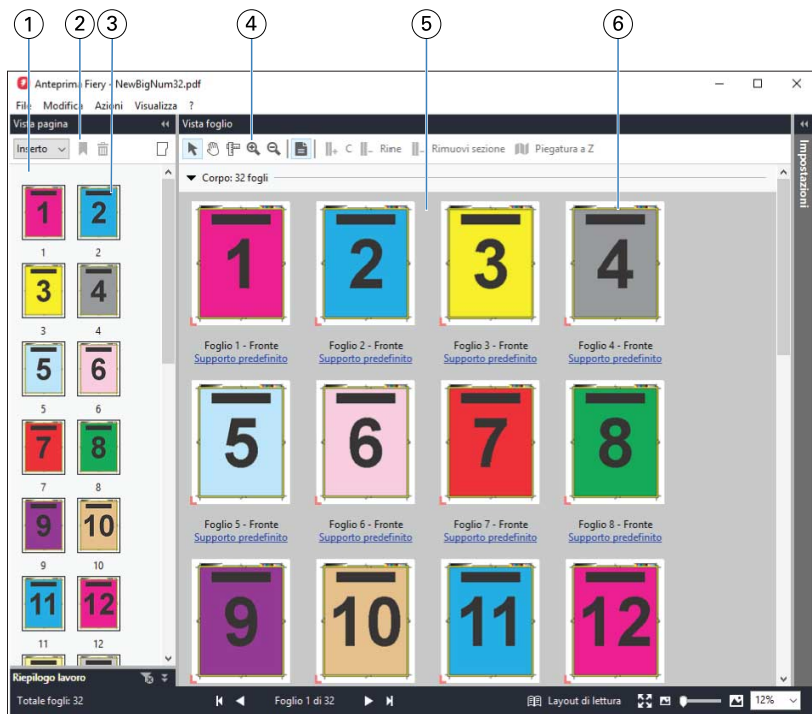 1 2 3 4 5 6
Anteprima Fiery - NewBigNum32.pdf
File Modifica Azioni Visualizza ?
Vista pagina
Vista foglio
Inserto
C
Rime
Rimuovi sezione
Piegatura a Z
Impostazioni
Corpo: 32 fogli
1 2
1 2
3 4
3 4
5 6
5 6
7 8
7 8
9 10
9 10
11 12
11 12
1 2 3 4
Foglio 1 - Fronte Foglio 2 - Fronte Foglio 3 - Fronte Foglio 4 - Fronte
Supporto predefinito Supporto predefinito Supporto predefinito Supporto predefinito
5 6 7 8
Foglio 5 - Fronte Foglio 6 - Fronte Foglio 7 - Fronte Foglio 8 - Fronte
Supporto predefinito Supporto predefinito Supporto predefinito Supporto predefinito
9 10 11 12
Riepilogo lavoro
Totale fogli: 32
Foglio 1 di 32
Layout di lettura
12%